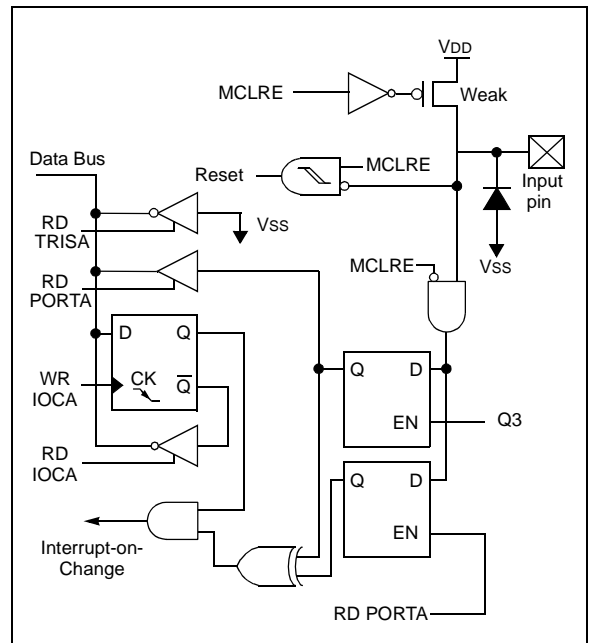 VDD
MCLRE
Weak
Data Bus
Reset
MCLRE
Input
pin
RD
TRISA
VSS
VSS
MCLRE
RD
PORTA
D
Q
Q
D
WR
IOCA
CK
Q
EN
Q3
RD
IOCA
Q
D
EN
Interrupt-on-
Change
RD PORTA